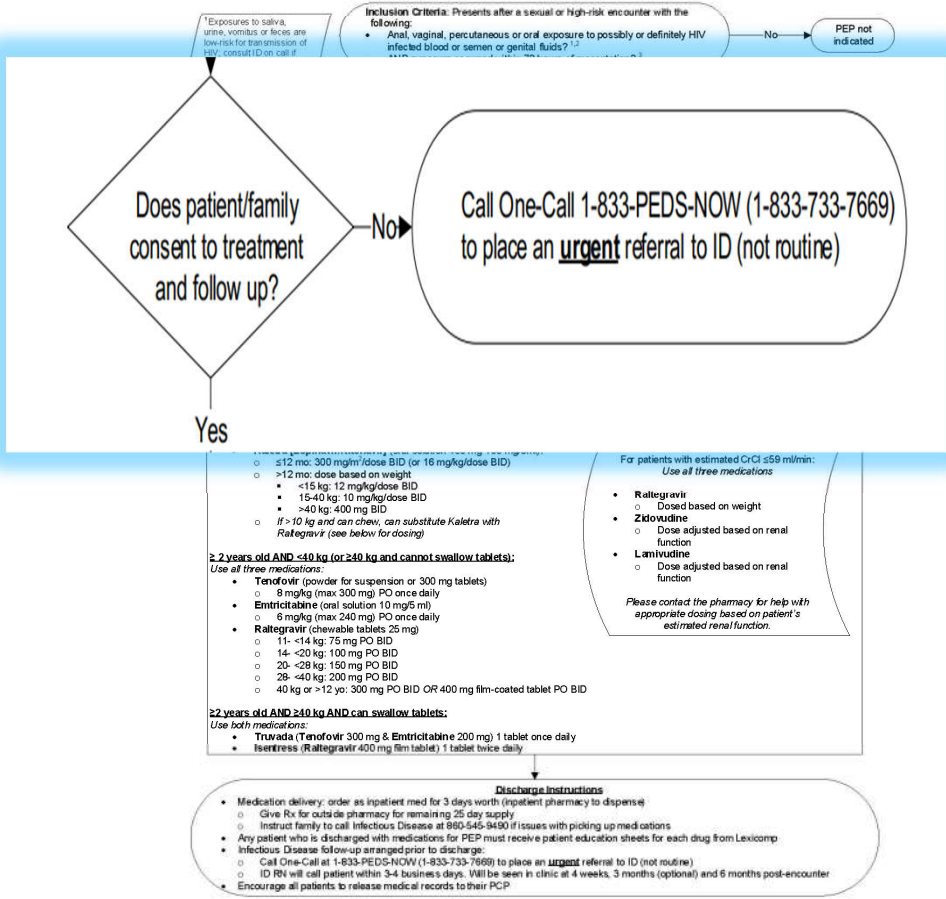 ¹Exposures to saliva,
urine, vomitus or feces are
low-risk for transmission of
HIV; consult ID on call if
Inclusion Criteria: Presents after a sexual or high-risk encounter with the
following:
• Anal, vaginal, percutaneous or oral exposure to possibly or definitely HIV
infected blood or semen or genital fluids? ¹,²
No
PEP not
indicated
Does patient/family
consent to treatment
and follow up?
No
Call One-Call 1-833-PEDS-NOW (1-833-733-7669)
to place an urgent referral to ID (not routine)
Yes
○ ≤12 mo: 300 mg/m²/dose BID (or 16 mg/kg/dose BID)
○ >12 mo: dose based on weight
▪ <15 kg: 12 mg/kg/dose BID
▪ 15-40 kg: 10 mg/kg/dose BID
▪ >40 kg: 400 mg BID
○ If >10 kg and can chew, can substitute Kaletra with
Raltegravir (see below for dosing)
≥ 2 years old AND <40 kg (or ≥40 kg and cannot swallow tablets):
Use all three medications:
• Tenofovir (powder for suspension or 300 mg tablets)
○ 8 mg/kg (max 300 mg) PO once daily
• Emtricitabine (oral solution 10 mg/5 ml)
○ 6 mg/kg (max 240 mg) PO once daily
• Raltegravir (chewable tablets 25 mg)
○ 11- <14 kg: 75 mg PO BID
○ 14- <20 kg: 100 mg PO BID
○ 20- <28 kg: 150 mg PO BID
○ 28- <40 kg: 200 mg PO BID
○ 40 kg or >12 yo: 300 mg PO BID OR 400 mg film-coated tablet PO BID
≥2 years old AND ≥40 kg AND can swallow tablets:
Use both medications:
• Truvada (Tenofovir 300 mg & Emtricitabine 200 mg) 1 tablet once daily
• Isentress (Raltegravir 400 mg film tablet) 1 tablet twice daily
For patients with estimated CrCl ≤59 ml/min:
Use all three medications
• Raltegravir
○ Dosed based on weight
• Zidovudine
○ Dose adjusted based on renal
function
• Lamivudine
○ Dose adjusted based on renal
function
Please contact the pharmacy for help with
appropriate dosing based on patient's
estimated renal function.
Discharge Instructions
• Medication delivery: order as inpatient med for 3 days worth (inpatient pharmacy to dispense)
○ Give Rx for outside pharmacy for remaining 25 day supply
○ Instruct family to call Infectious Disease at 860-545-9490 if issues with picking up medications
• Any patient who is discharged with medications for PEP must receive patient education sheets for each drug from Lexicomp
• Infectious Disease follow-up arranged prior to discharge:
○ Call One-Call at 1-833-PEDS-NOW (1-833-733-7669) to place an urgent referral to ID (not routine)
○ ID RN will call patient within 3-4 business days. Will be seen in clinic at 4 weeks, 3 months (optional) and 6 months post-encounter
• Encourage all patients to release medical records to their PCP